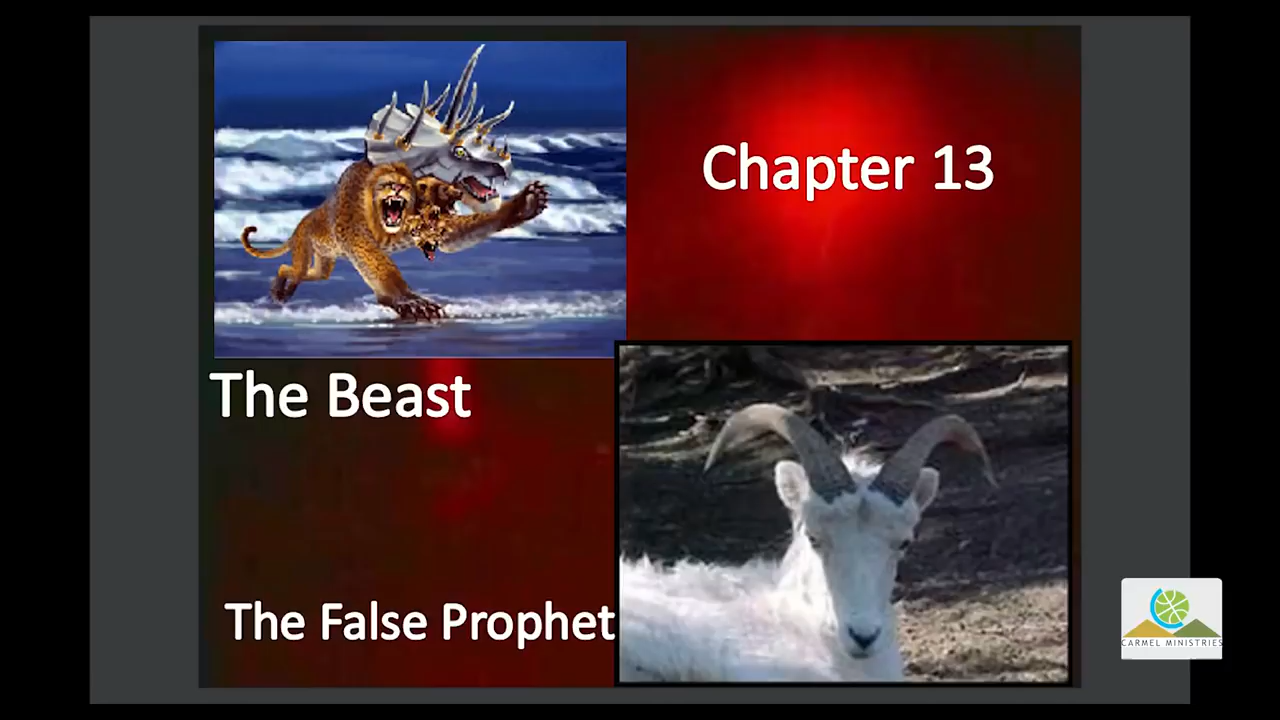 Chapter 13
The Beast
The False Prophet
CARMEL MINISTRIES